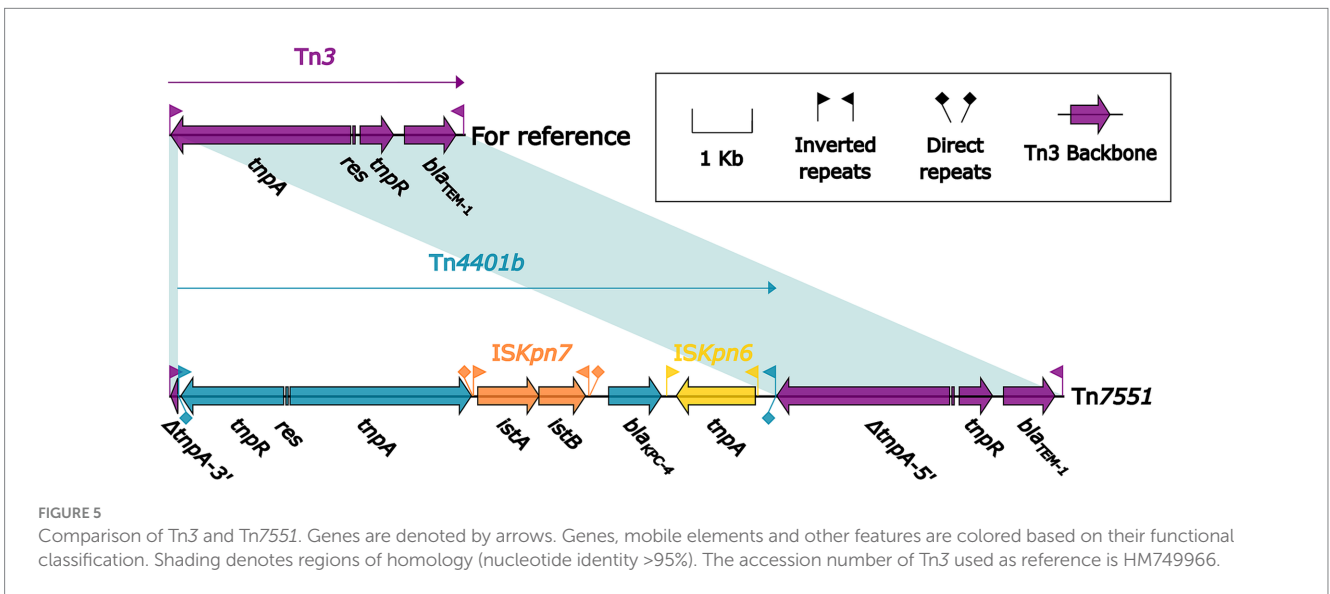 Tn3
For reference
tnpA
res
tnpR
blaTEM-1
1 Kb
Inverted
repeats
Direct
repeats
Tn3 Backbone
Tn4401b
ISKpn7
ISKpn6
Tn7551
ΔtnpA-3'
tnpR
res
tnpA
istA
istB
blaKPC-4
tnpA
ΔtnpA-5'
tnpR
blaTEM-1
FIGURE 5
Comparison of Tn3 and Tn7551. Genes are denoted by arrows. Genes, mobile elements and other features are colored based on their functional
classification. Shading denotes regions of homology (nucleotide identity >95%). The accession number of Tn3 used as reference is HM749966.